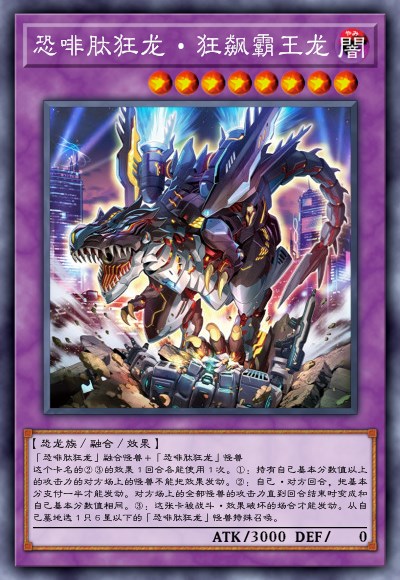 恐啡肽狂龙・狂飙霸王龙
やみ
闇
【恐龙族/融合/效果】
「恐啡肽狂龙」融合怪兽+「恐啡肽狂龙」怪兽
这个卡名的②③的效果1回合各能使用1次。①：持有自己基本分数值以上
的攻击力的对方场上的怪兽不能把效果发动。②：自己・对方回合，把基本
分支付一半才能发动。对方场上的全部怪兽的攻击力直到回合结束时变成和
自己基本分数值相同。③：这张卡被战斗・效果破坏的场合才能发动。从自
己墓地选1只6星以下的「恐啡肽狂龙」怪兽特殊召唤。
ATK/3000 DEF/ 0